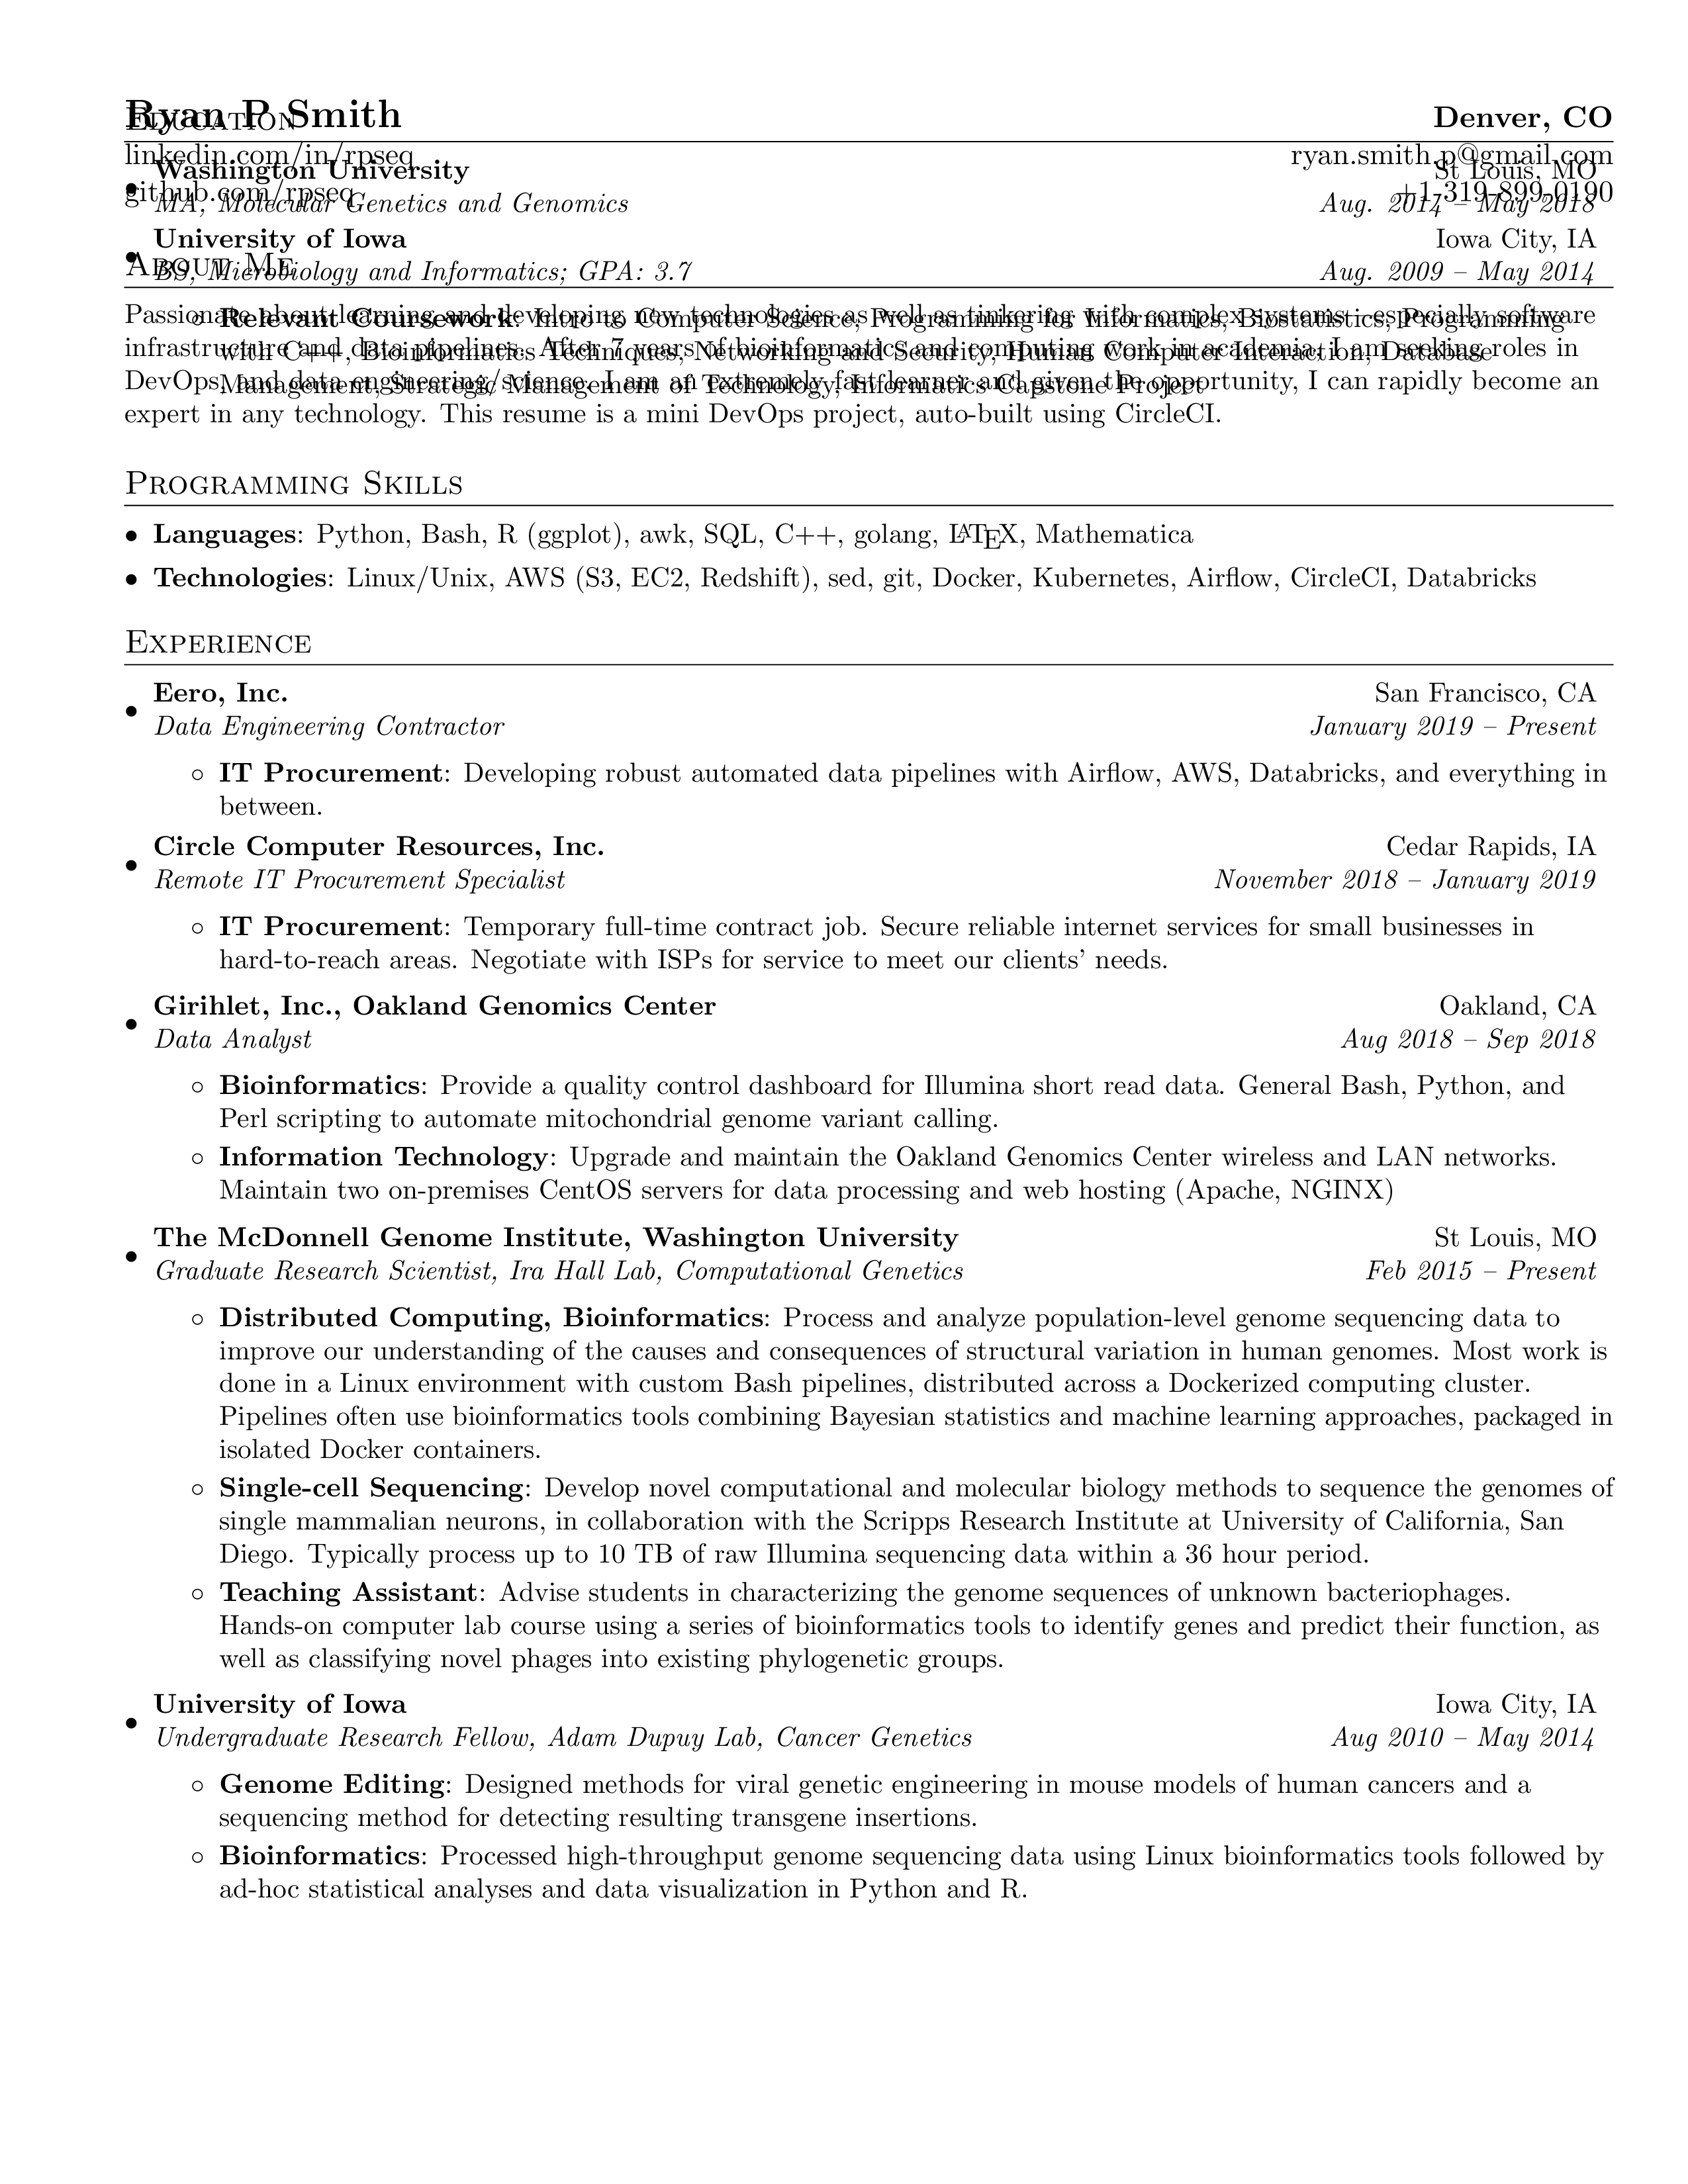 Ryan P Smith
Denver, CO
linkedin.com/in/rpseq
ryan.smith.p@gmail.com
github.com/rpseq
+1-319-899-0190
Education
Washington University
St Louis, MO
MA, Molecular Genetics and Genomics
Aug. 2014 – May 2018
University of Iowa
Iowa City, IA
BS, Microbiology and Informatics; GPA: 3.7
Aug. 2009 – May 2014
Relevant Coursework: Intro to Computer Science, Programming for Informatics, Biostatistics, Programming
with C++, Bioinformatics Techniques, Networking and Security, Human Computer Interaction, Database
Management, Strategic Management of Technology, Informatics Capstone Project
About Me
Passionate about learning and developing new technologies as well as tinkering with complex systems – especially software
infrastructure and data pipelines. After 7 years of bioinformatics and computing work in academia, I am seeking roles in
DevOps, and data engineering/science. I am an extremely fast learner and given the opportunity, I can rapidly become an
expert in any technology. This resume is a mini DevOps project, auto-built using CircleCI.
Programming Skills
• Languages: Python, Bash, R (ggplot), awk, SQL, C++, golang, LATEX, Mathematica
• Technologies: Linux/Unix, AWS (S3, EC2, Redshift), sed, git, Docker, Kubernetes, Airflow, CircleCI, Databricks
Experience
• Eero, Inc.
San Francisco, CA
Data Engineering Contractor
January 2019 – Present
◦ IT Procurement: Developing robust automated data pipelines with Airflow, AWS, Databricks, and everything in
between.
• Circle Computer Resources, Inc.
Cedar Rapids, IA
Remote IT Procurement Specialist
November 2018 – January 2019
◦ IT Procurement: Temporary full-time contract job. Secure reliable internet services for small businesses in
hard-to-reach areas. Negotiate with ISPs for service to meet our clients' needs.
• Girihlet, Inc., Oakland Genomics Center
Oakland, CA
Data Analyst
Aug 2018 – Sep 2018
◦ Bioinformatics: Provide a quality control dashboard for Illumina short read data. General Bash, Python, and
Perl scripting to automate mitochondrial genome variant calling.
◦ Information Technology: Upgrade and maintain the Oakland Genomics Center wireless and LAN networks.
Maintain two on-premises CentOS servers for data processing and web hosting (Apache, NGINX)
• The McDonnell Genome Institute, Washington University
St Louis, MO
Graduate Research Scientist, Ira Hall Lab, Computational Genetics
Feb 2015 – Present
◦ Distributed Computing, Bioinformatics: Process and analyze population-level genome sequencing data to
improve our understanding of the causes and consequences of structural variation in human genomes. Most work is
done in a Linux environment with custom Bash pipelines, distributed across a Dockerized computing cluster.
Pipelines often use bioinformatics tools combining Bayesian statistics and machine learning approaches, packaged in
isolated Docker containers.
◦ Single-cell Sequencing: Develop novel computational and molecular biology methods to sequence the genomes of
single mammalian neurons, in collaboration with the Scripps Research Institute at University of California, San
Diego. Typically process up to 10 TB of raw Illumina sequencing data within a 36 hour period.
◦ Teaching Assistant: Advise students in characterizing the genome sequences of unknown bacteriophages.
Hands-on computer lab course using a series of bioinformatics tools to identify genes and predict their function, as
well as classifying novel phages into existing phylogenetic groups.
• University of Iowa
Iowa City, IA
Undergraduate Research Fellow, Adam Dupuy Lab, Cancer Genetics
Aug 2010 – May 2014
◦ Genome Editing: Designed methods for viral genetic engineering in mouse models of human cancers and a
sequencing method for detecting resulting transgene insertions.
◦ Bioinformatics: Processed high-throughput genome sequencing data using Linux bioinformatics tools followed by
ad-hoc statistical analyses and data visualization in Python and R.